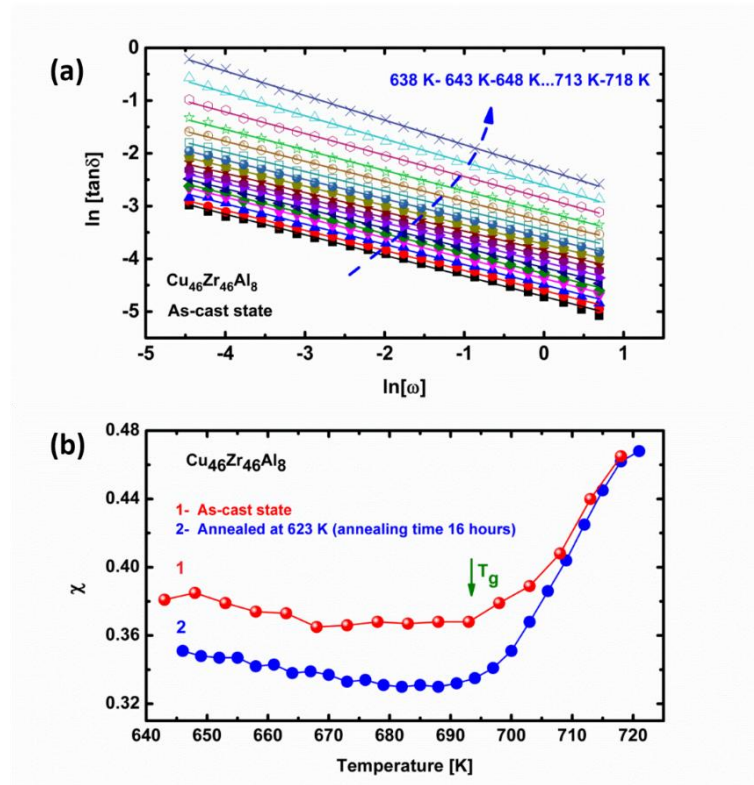 (a)
0
-1
-2
-3
-4
-5
ln [tanδ]
638 K- 643 K-648 K...713 K-718 K
Cu46Zr46Al8
As-cast state
-5 -4 -3 -2 -1 0 1
ln[ω]
(b)
0.48
0.44
0.40
0.36
0.32
χ
Cu46Zr46Al8
1- As-cast state
2- Annealed at 623 K (annealing time 16 hours)
1
Tg
2
640 650 660 670 680 690 700 710 720
Temperature [K]